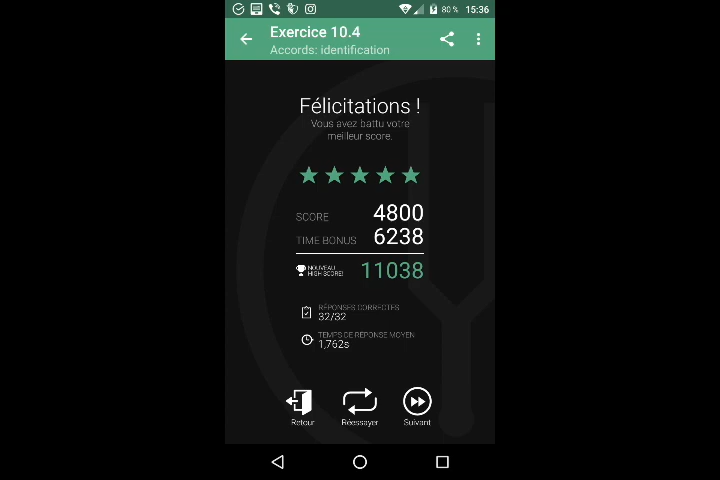 80 % 15:36
Exercice 10.4
Accords: identification
Félicitations !
Vous avez battu votre
meilleur score.
SCORE 4800
TIME BONUS 6238
NOUVEAU
HIGH SCORE! 11038
RÉPONSES CORRECTES
32/32
TEMPS DE RÉPONSE MOYEN
1,762s
Retour Réessayer Suivant